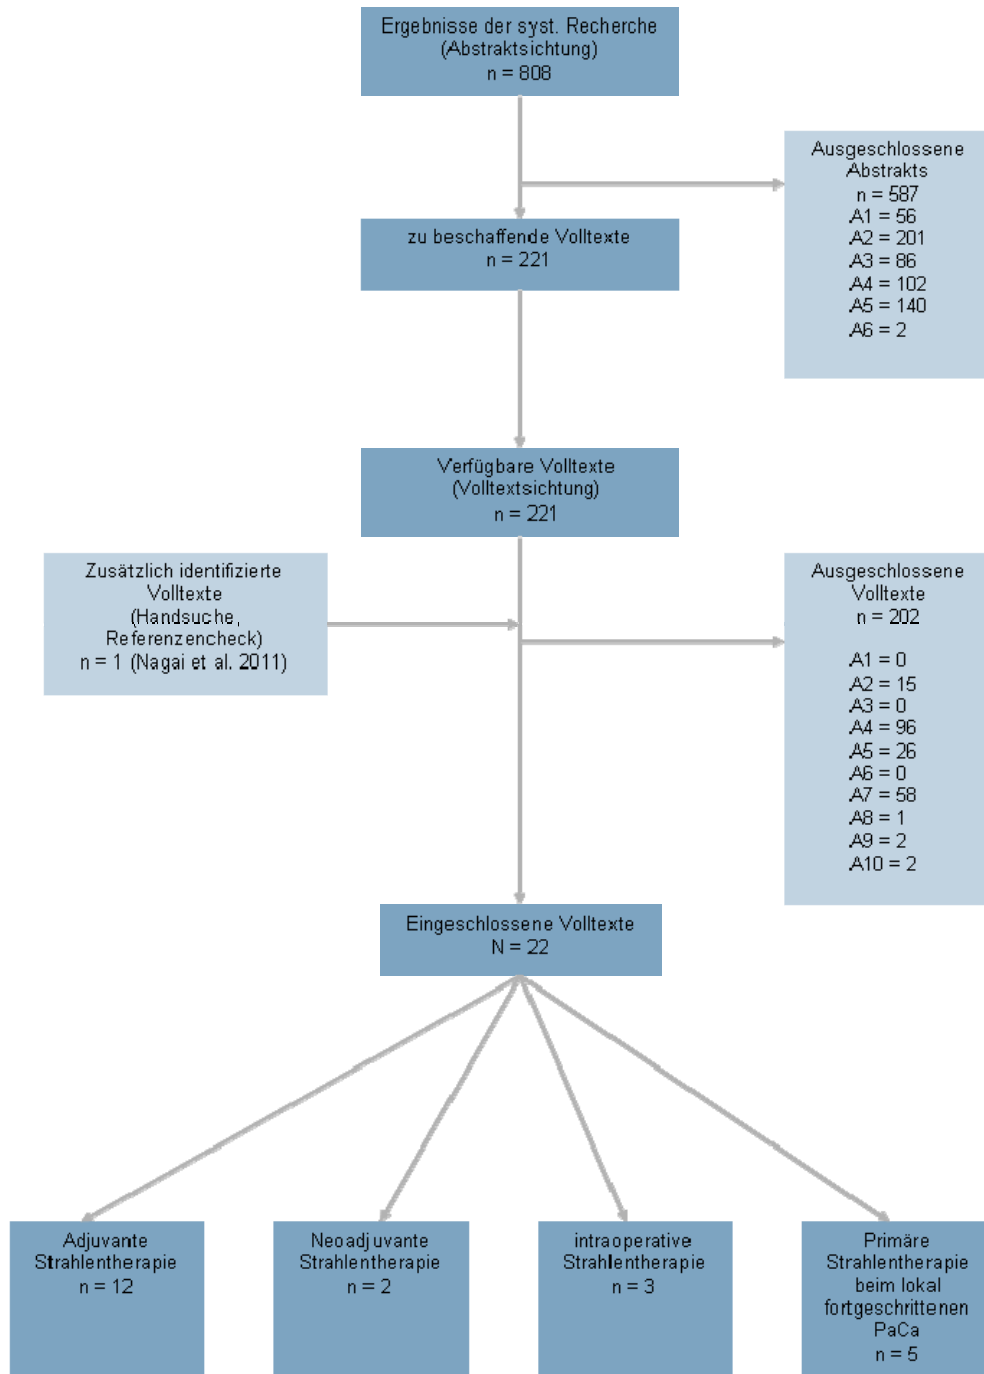 Ergebnisse der syst. Recherche
(Abstraktsichtung)
n = 808
Ausgeschlossene
Abstrakts
n = 587
A1 = 56
A2 = 201
A3 = 86
A4 = 102
A5 = 140
A6 = 2
zu beschaffende Volltexte
n = 221
Verfügbare Volltexte
(Volltextsichtung)
n = 221
Zusätzlich identifizierte
Volltexte
(Handsuche,
Referenzencheck)
n = 1 (Nagai et al. 2011)
Ausgeschlossene
Volltexte
n = 202
A1 = 0
A2 = 15
A3 = 0
A4 = 96
A5 = 26
A6 = 0
A7 = 58
A8 = 1
A9 = 2
A10 = 2
Eingeschlossene Volltexte
N = 22
Adjuvante
Strahlentherapie
n = 12
Neoadjuvante
Strahlentherapie
n = 2
intraoperative
Strahlentherapie
n = 3
Primäre
Strahlentherapie
beim lokal
fortgeschrittenen
PaCa
n = 5